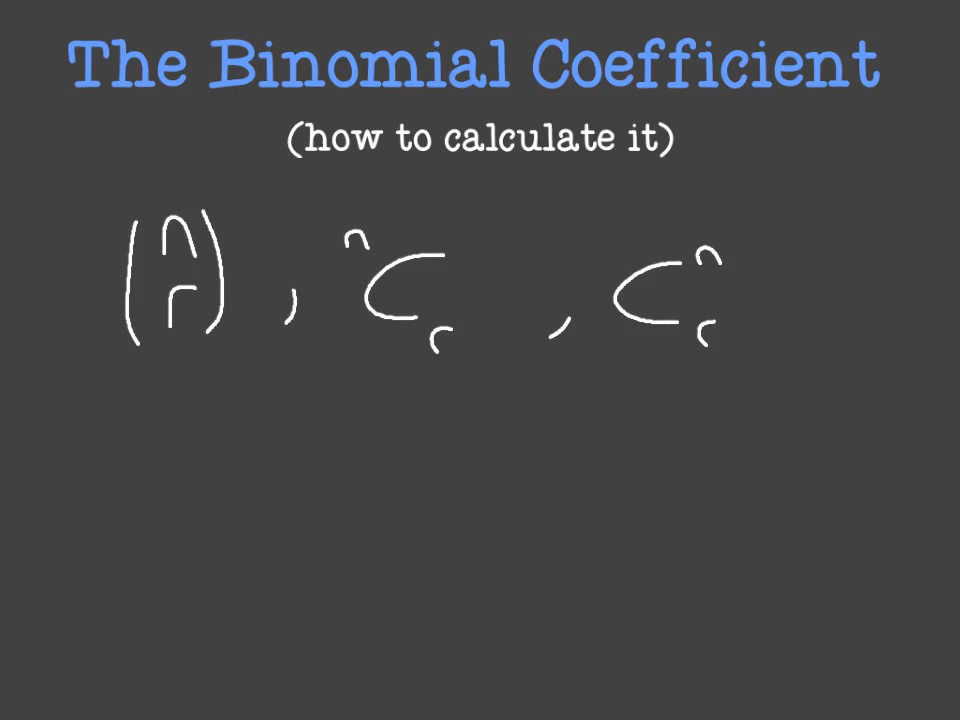 The Binomial Coefficient
(how to calculate it)
(n r) , ⁿCᵣ , Cⁿᵣ